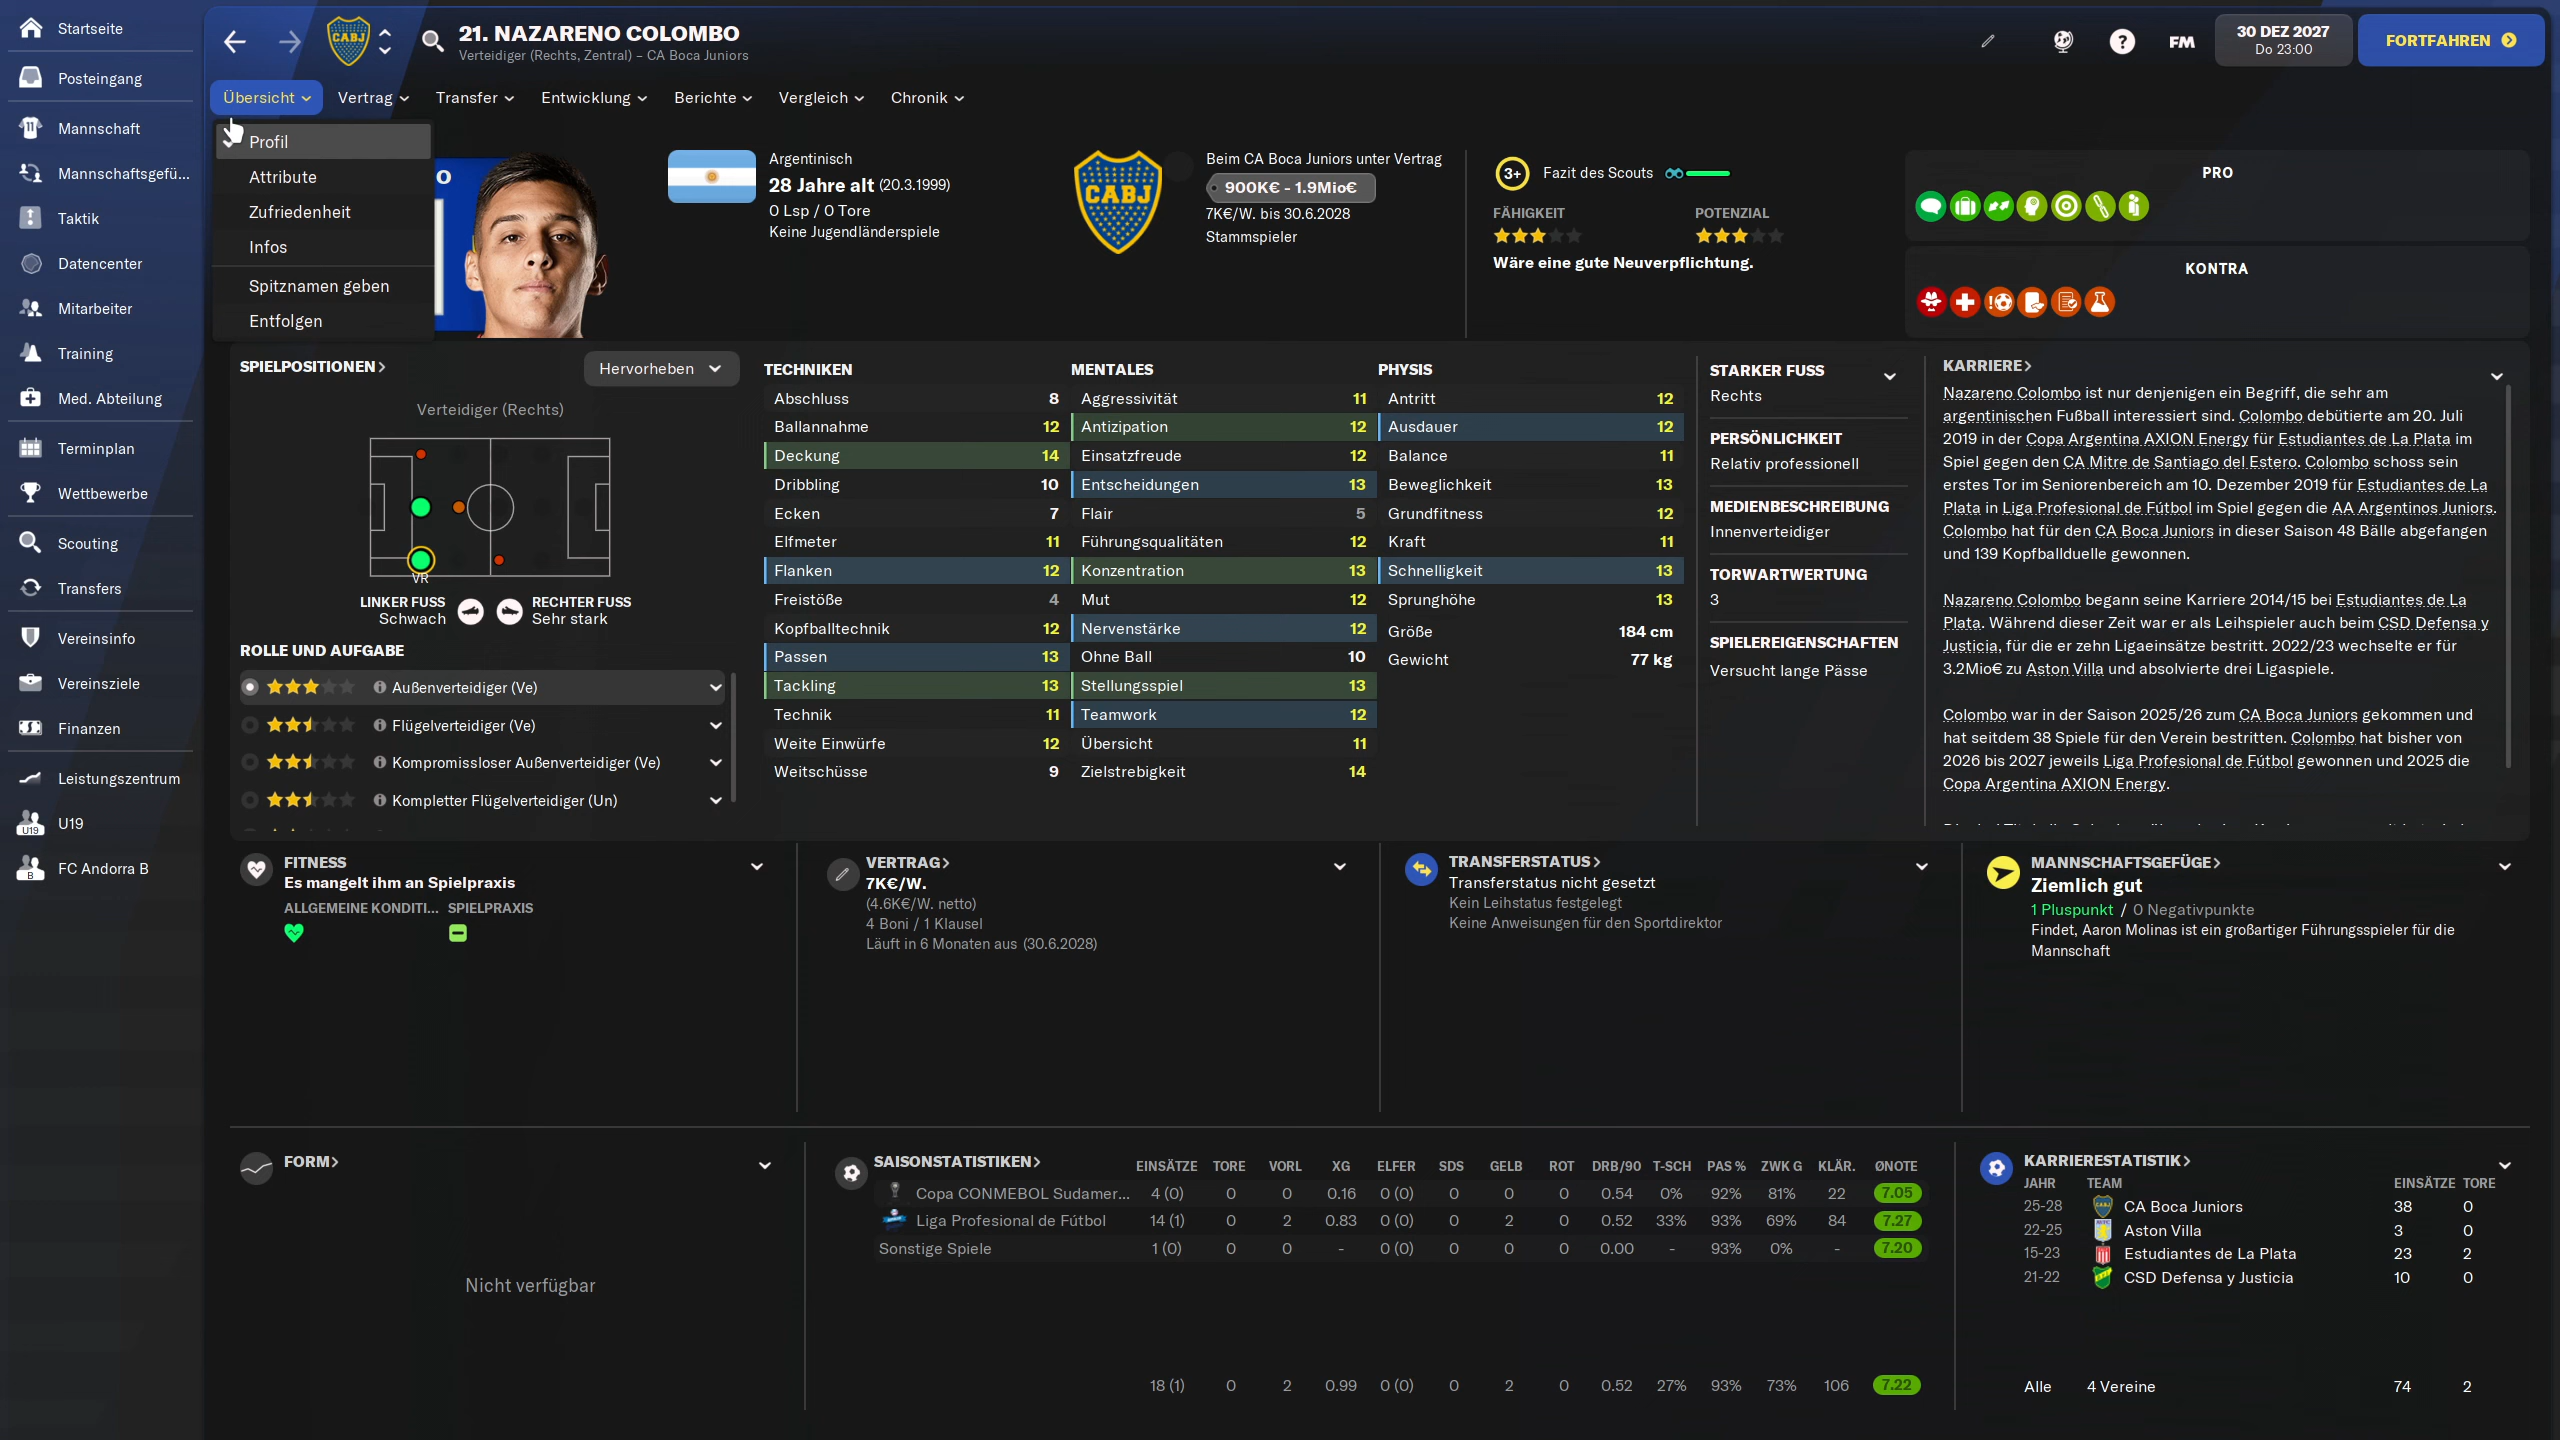 Startseite
Posteingang
Mannschaft
Mannschaftsgefü...
Taktik
Datencenter
Mitarbeiter
Training
Med. Abteilung
Terminplan
Wettbewerbe
Scouting
Transfers
Vereinsinfo
Vereinsziele
Finanzen
Leistungszentrum
U19
FC Andorra B
21. NAZARENO COLOMBO
Verteidiger (Rechts, Zentral) – CA Boca Juniors
FM
30 DEZ 2027
Do 23:00
FORTFAHREN
Übersicht Vertrag Transfer Entwicklung Berichte Vergleich Chronik
Profil
Attribute
Zufriedenheit
Infos
Spitznamen geben
Entfolgen
CABJ
Argentinisch
28 Jahre alt (20.3.1999)
0 Lsp / 0 Tore
Keine Jugendländerspiele
CABJ
Beim CA Boca Juniors unter Vertrag
900K€ - 1.9Mio€
7K€/W. bis 30.6.2028
Stammspieler
3+ Fazit des Scouts
FÄHIGKEIT POTENZIAL
Wäre eine gute Neuverpflichtung.
PRO
KONTRA
SPIELPOSITIONEN
Hervorheben
Verteidiger (Rechts)
VR
LINKER FUSS
Schwach
RECHTER FUSS
Sehr stark
ROLLE UND AUFGABE
Außenverteidiger (Ve)
Flügelverteidiger (Ve)
Kompromissloser Außenverteidiger (Ve)
Kompletter Flügelverteidiger (Un)
TECHNIKEN
Abschluss 8
Ballannahme 12
Deckung 14
Dribbling 10
Ecken 7
Elfmeter 11
Flanken 12
Freistöße 4
Kopfballtechnik 12
Passen 13
Tackling 13
Technik 11
Weite Einwürfe 12
Weitschüsse 9
MENTALES
Aggressivität 11
Antizipation 12
Einsatzfreude 12
Entscheidungen 13
Flair 5
Führungsqualitäten 12
Konzentration 13
Mut 12
Nervenstärke 12
Ohne Ball 10
Stellungsspiel 13
Teamwork 12
Übersicht 11
Zielstrebigkeit 14
PHYSIS
Antritt 12
Ausdauer 12
Balance 11
Beweglichkeit 13
Grundfitness 12
Kraft 11
Schnelligkeit 13
Sprunghöhe 13
Größe 184 cm
Gewicht 77 kg
STARKER FUSS
Rechts
PERSÖNLICHKEIT
Relativ professionell
MEDIENBESCHREIBUNG
Innenverteidiger
TORWARTWERTUNG
3
SPIELEREIGENSCHAFTEN
Versucht lange Pässe
KARRIERE
Nazareno Colombo ist nur denjenigen ein Begriff, die sehr am
argentinischen Fußball interessiert sind. Colombo debütierte am 20. Juli
2019 in der Copa Argentina AXION Energy für Estudiantes de La Plata im
Spiel gegen den CA Mitre de Santiago del Estero. Colombo schoss sein
erstes Tor im Seniorenbereich am 10. Dezember 2019 für Estudiantes de La
Plata in Liga Profesional de Fútbol im Spiel gegen die AA Argentinos Juniors.
Colombo hat für den CA Boca Juniors in dieser Saison 48 Bälle abgefangen
und 139 Kopfballduelle gewonnen.
Nazareno Colombo begann seine Karriere 2014/15 bei Estudiantes de La
Plata. Während dieser Zeit war er als Leihspieler auch beim CSD Defensa y
Justicia, für die er zehn Ligaeinsätze bestritt. 2022/23 wechselte er für
3.2Mio€ zu Aston Villa und absolvierte drei Ligaspiele.
Colombo war in der Saison 2025/26 zum CA Boca Juniors gekommen und
hat seitdem 38 Spiele für den Verein bestritten. Colombo hat bisher von
2026 bis 2027 jeweils Liga Profesional de Fútbol gewonnen und 2025 die
Copa Argentina AXION Energy.
FITNESS
Es mangelt ihm an Spielpraxis
ALLGEMEINE KONDITI... SPIELPRAXIS
VERTRAG
7K€/W.
(4.6K€/W. netto)
4 Boni / 1 Klausel
Läuft in 6 Monaten aus (30.6.2028)
TRANSFERSTATUS
Transferstatus nicht gesetzt
Kein Leihstatus festgelegt
Keine Anweisungen für den Sportdirektor
MANNSCHAFTSGEFÜGE
Ziemlich gut
1 Pluspunkt / 0 Negativpunkte
Findet, Aaron Molinas ist ein großartiger Führungsspieler für die
Mannschaft
FORM
Nicht verfügbar
SAISONSTATISTIKEN EINSÄTZE TORE VORL XG ELFER SDS GELB ROT DRB/90 T-SCH PAS % ZWK G KLÄR. ØNOTE
Copa CONMEBOL Sudamer... 4 (0) 0 0 0.16 0 (0) 0 0 0 0.54 0% 92% 81% 22 7.05
Liga Profesional de Fútbol 14 (1) 0 2 0.83 0 (0) 0 2 0 0.52 33% 93% 69% 84 7.27
Sonstige Spiele 1 (0) 0 0 - 0 (0) 0 0 0 0.00 - 93% 0% - 7.20
18 (1) 0 2 0.99 0 (0) 0 2 0 0.52 27% 93% 73% 106 7.22
KARRIERESTATISTIK
JAHR TEAM EINSÄTZE TORE
25-28 CA Boca Juniors 38 0
22-25 Aston Villa 3 0
15-23 Estudiantes de La Plata 23 2
21-22 CSD Defensa y Justicia 10 0
Alle 4 Vereine 74 2